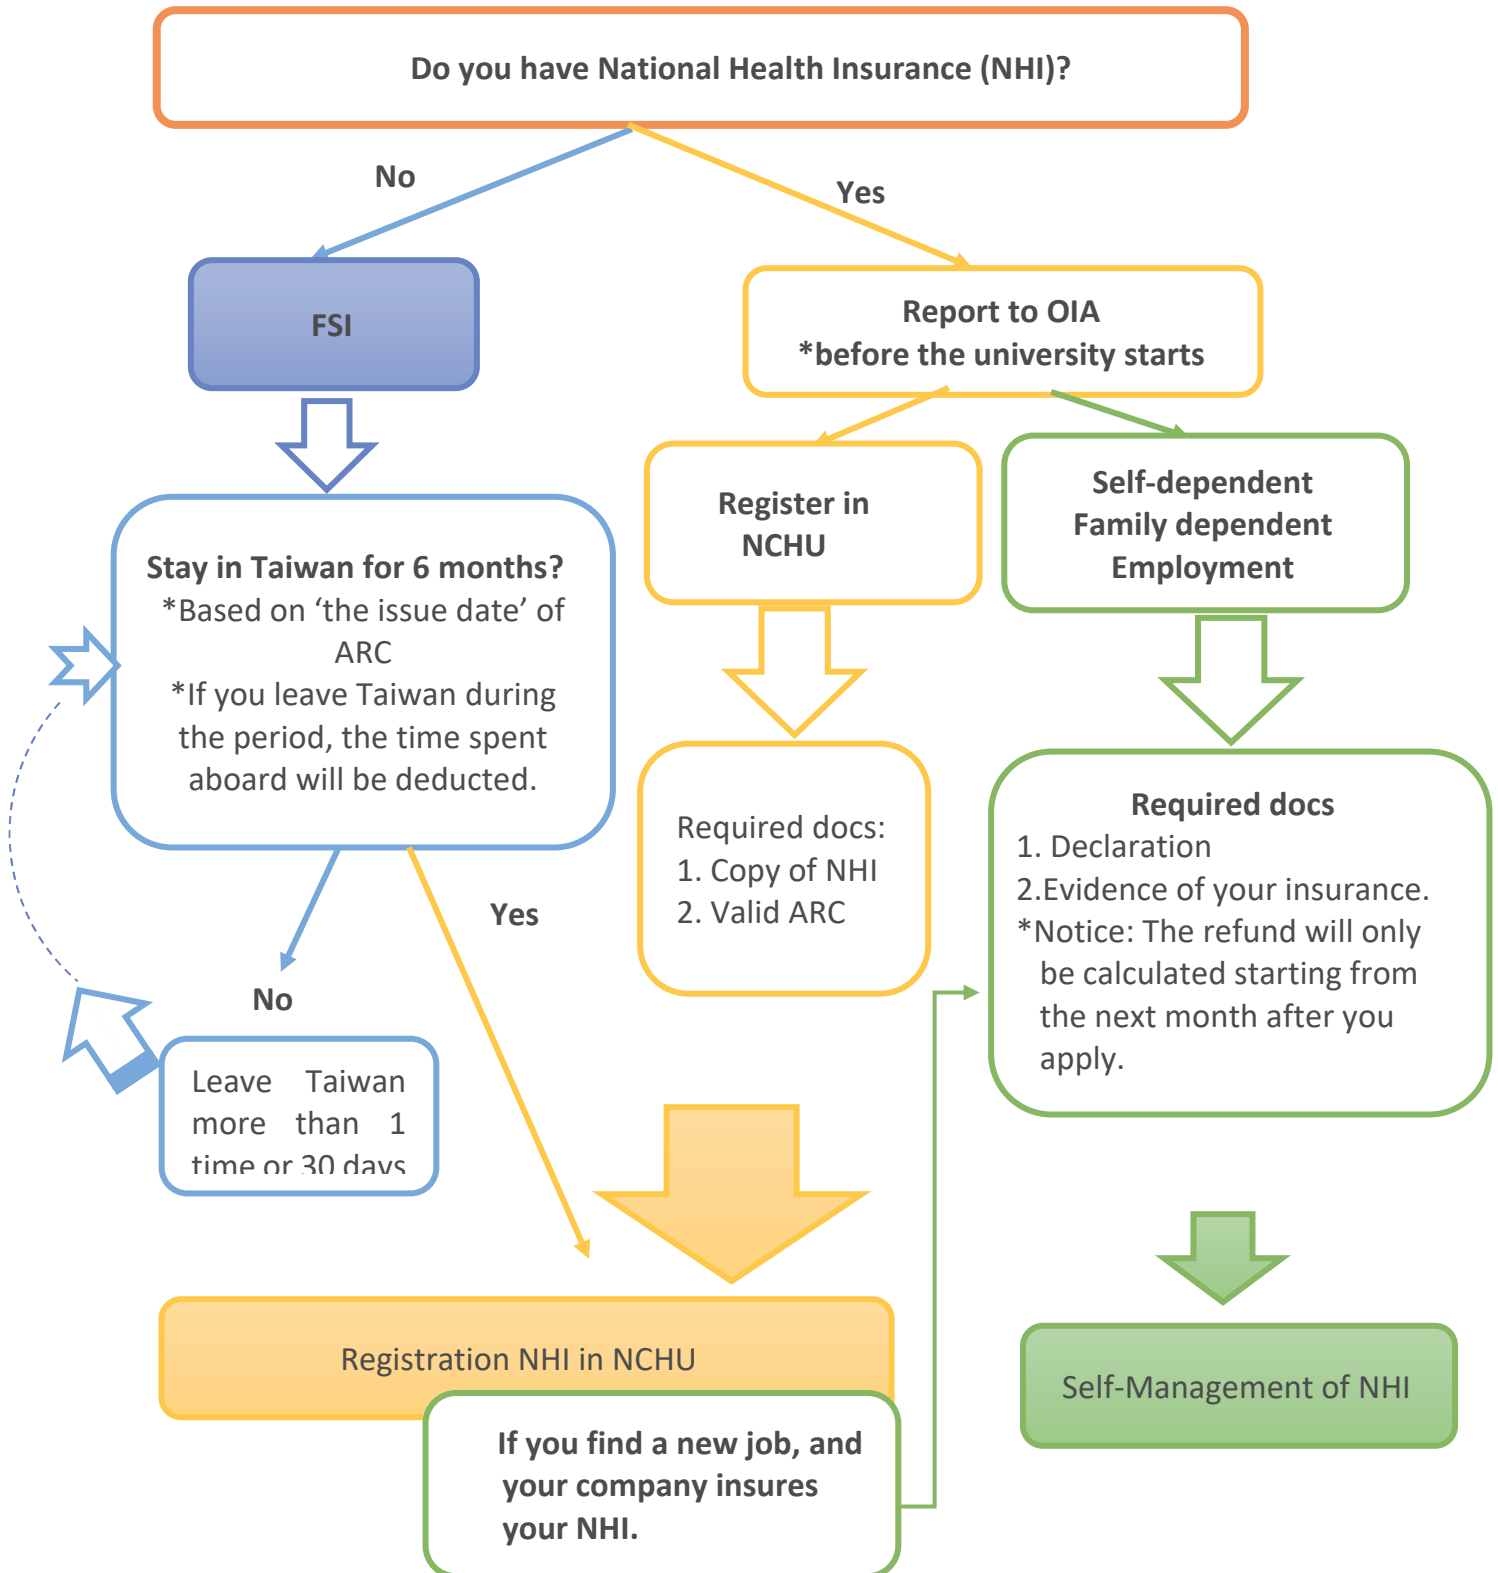 Do you have National Health Insurance (NHI)?
No
Yes
FSI
Report to OIA
*before the university starts
Register in
NCHU
Self-dependent
Family dependent
Employment
Stay in Taiwan for 6 months?
*Based on ‘the issue date’ of
ARC
*If you leave Taiwan during
the period, the time spent
aboard will be deducted.
Required docs:
1. Copy of NHI
2. Valid ARC
Required docs
1. Declaration
2.Evidence of your insurance.
*Notice: The refund will only
be calculated starting from
the next month after you
apply.
Yes
No
Leave Taiwan
more than 1
time or 30 days
Registration NHI in NCHU
Self-Management of NHI
If you find a new job, and
your company insures
your NHI.